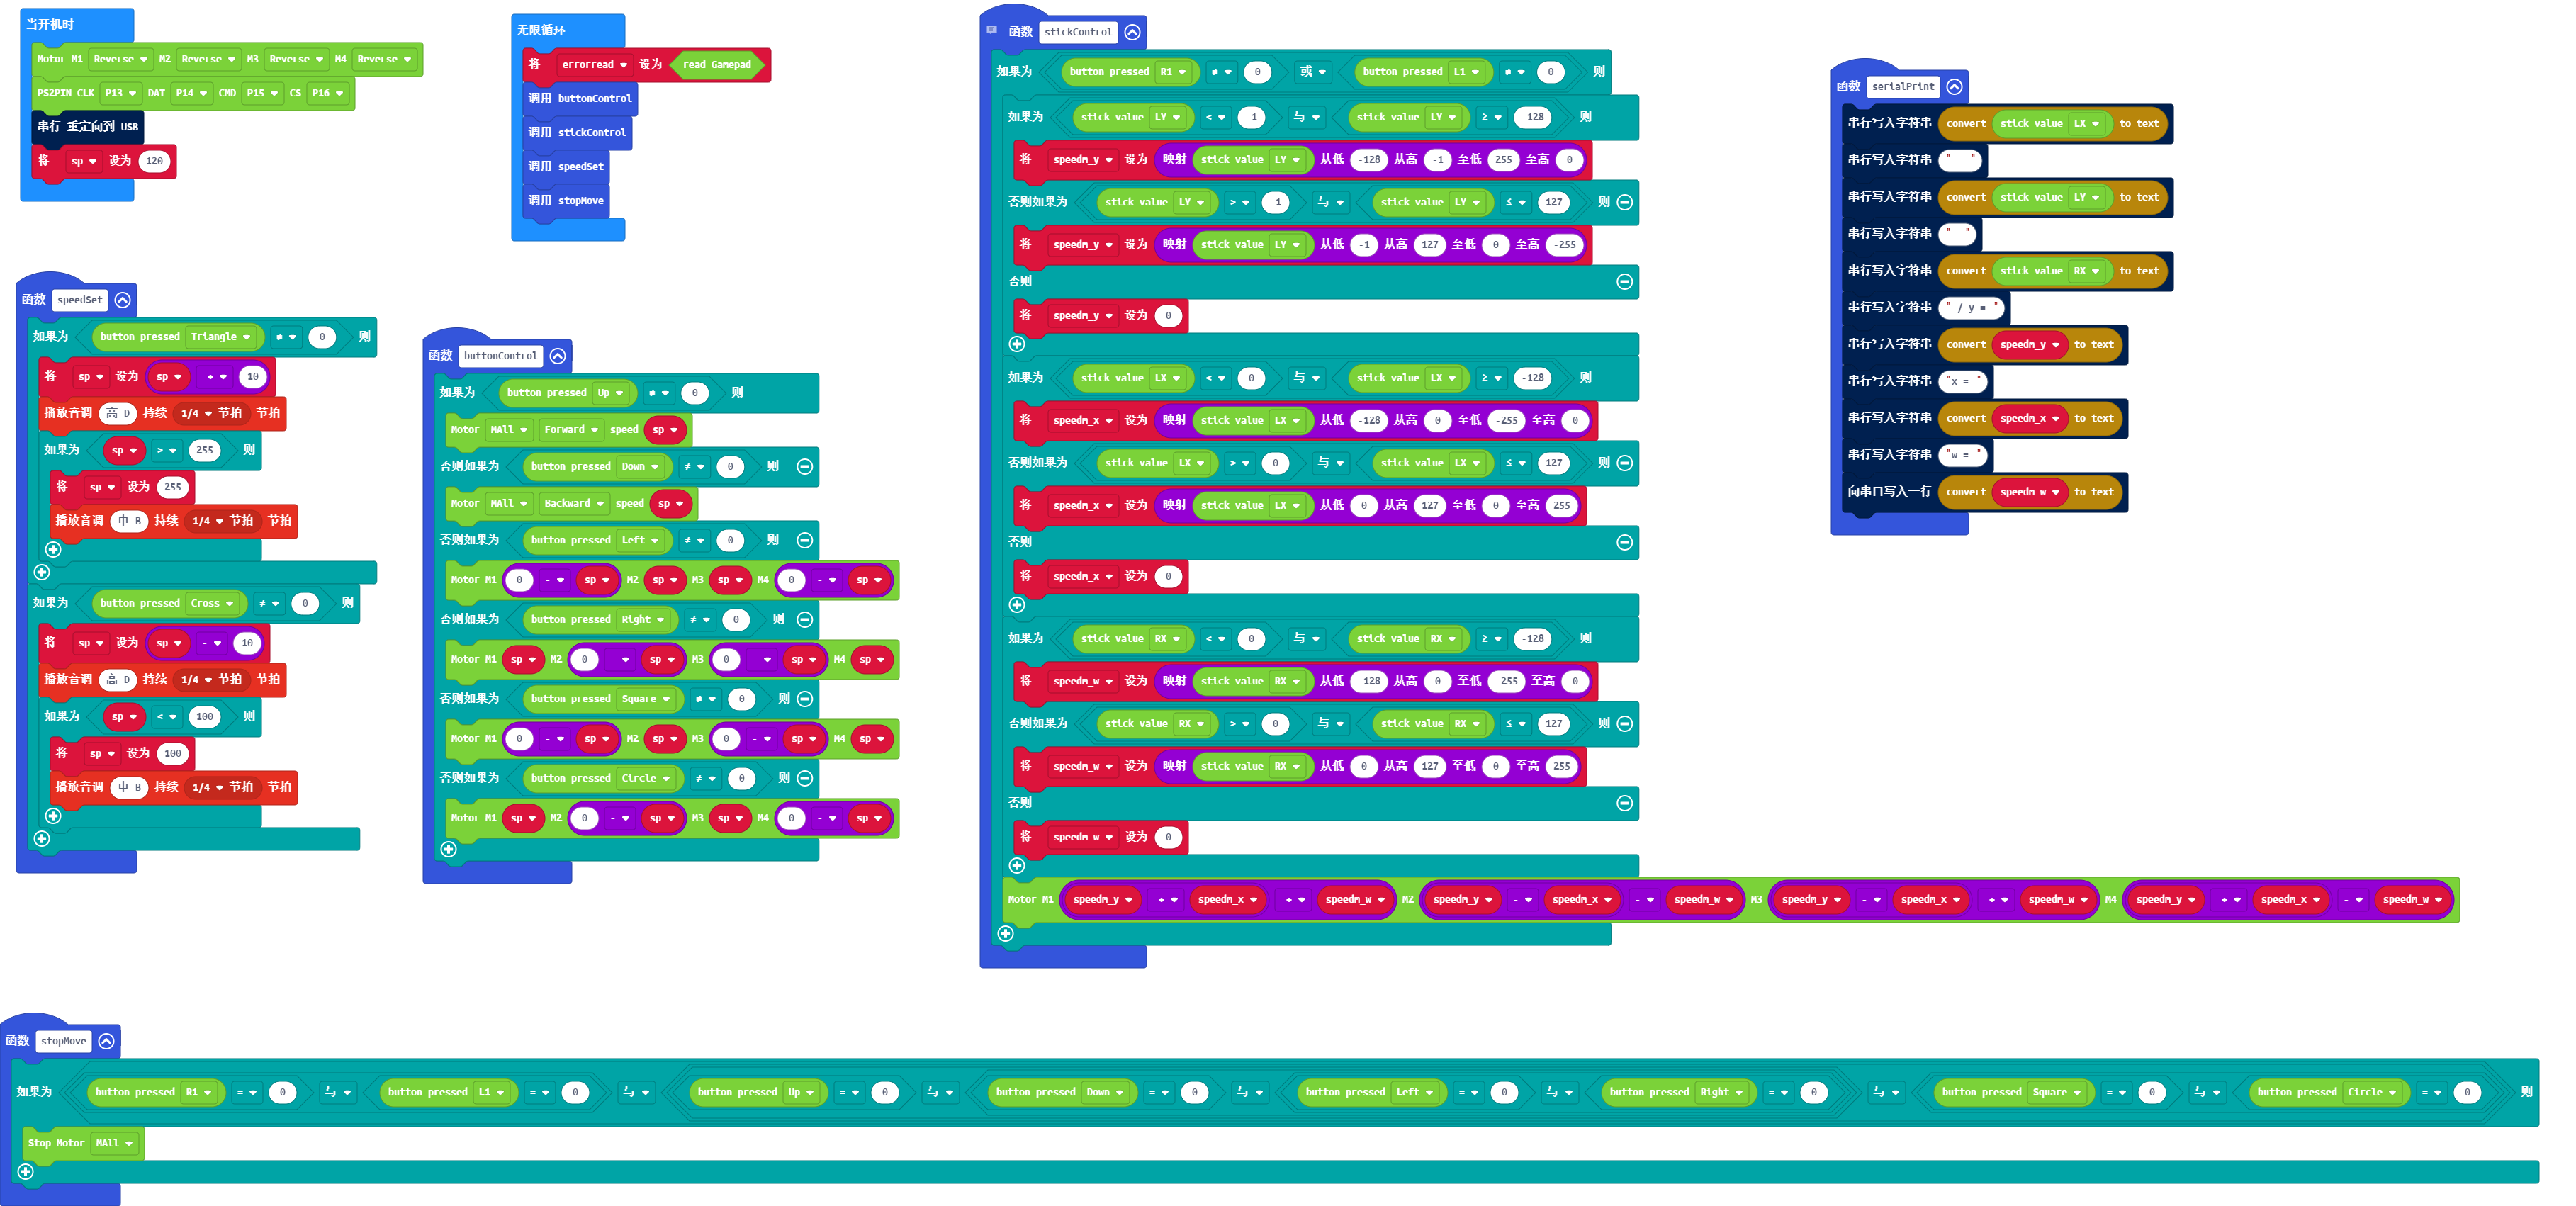 当开机时
Motor M1 Reverse M2 Reverse M3 Reverse M4 Reverse
PS2PIN CLK P13 DAT P14 CMD P15 CS P16
串行 重定向到 USB
将 sp 设为 120
无限循环
将 errorread 设为 read Gamepad
调用 buttonControl
调用 stickControl
调用 speedSet
调用 stopMove
函数 speedSet
如果为 button pressed Triangle ≠ 0 则
将 sp 设为 sp + 10
播放音调 高 D 持续 1/4 节拍 节拍
如果为 sp > 255 则
将 sp 设为 255
播放音调 中 B 持续 1/4 节拍 节拍
如果为 button pressed Cross ≠ 0 则
将 sp 设为 sp - 10
播放音调 高 D 持续 1/4 节拍 节拍
如果为 sp < 100 则
将 sp 设为 100
播放音调 中 B 持续 1/4 节拍 节拍
函数 buttonControl
如果为 button pressed Up ≠ 0 则
Motor MAll Forward speed sp
否则如果为 button pressed Down ≠ 0 则
Motor MAll Backward speed sp
否则如果为 button pressed Left ≠ 0 则
Motor M1 0 - sp M2 sp M3 sp M4 0 - sp
否则如果为 button pressed Right ≠ 0 则
Motor M1 sp M2 0 - sp M3 0 - sp M4 sp
否则如果为 button pressed Square ≠ 0 则
Motor M1 0 - sp M2 sp M3 0 - sp M4 sp
否则如果为 button pressed Circle ≠ 0 则
Motor M1 sp M2 0 - sp M3 sp M4 0 - sp
函数 stickControl
如果为 button pressed R1 ≠ 0 或 button pressed L1 ≠ 0 则
如果为 stick value LY < -1 与 stick value LY ≥ -128 则
将 speedm_y 设为 映射 stick value LY 从低 -128 从高 -1 至低 255 至高 0
否则如果为 stick value LY > -1 与 stick value LY ≤ 127 则
将 speedm_y 设为 映射 stick value LY 从低 -1 从高 127 至低 0 至高 -255
否则
将 speedm_y 设为 0
如果为 stick value LX < 0 与 stick value LX ≥ -128 则
将 speedm_x 设为 映射 stick value LX 从低 -128 从高 0 至低 -255 至高 0
否则如果为 stick value LX > 0 与 stick value LX ≤ 127 则
将 speedm_x 设为 映射 stick value LX 从低 0 从高 127 至低 0 至高 255
否则
将 speedm_x 设为 0
如果为 stick value RX < 0 与 stick value RX ≥ -128 则
将 speedm_w 设为 映射 stick value RX 从低 -128 从高 0 至低 -255 至高 0
否则如果为 stick value RX > 0 与 stick value RX ≤ 127 则
将 speedm_w 设为 映射 stick value RX 从低 0 从高 127 至低 0 至高 255
否则
将 speedm_w 设为 0
Motor M1 speedm_y + speedm_x + speedm_w M2 speedm_y - speedm_x - speedm_w M3 speedm_y - speedm_x + speedm_w M4 speedm_y + speedm_x - speedm_w
函数 serialPrint
串行写入字符串 convert stick value LX to text
串行写入字符串 "   "
串行写入字符串 convert stick value LY to text
串行写入字符串 "  "
串行写入字符串 convert stick value RX to text
串行写入字符串 " / y = "
串行写入字符串 convert speedm_y to text
串行写入字符串 "x = "
串行写入字符串 convert speedm_x to text
串行写入字符串 "w = "
向串口写入一行 convert speedm_w to text
函数 stopMove
如果为 button pressed R1 = 0 与 button pressed L1 = 0 与 button pressed Up = 0 与 button pressed Down = 0 与 button pressed Left = 0 与 button pressed Right = 0 与 button pressed Square = 0 与 button pressed Circle = 0 则
Stop Motor MAll